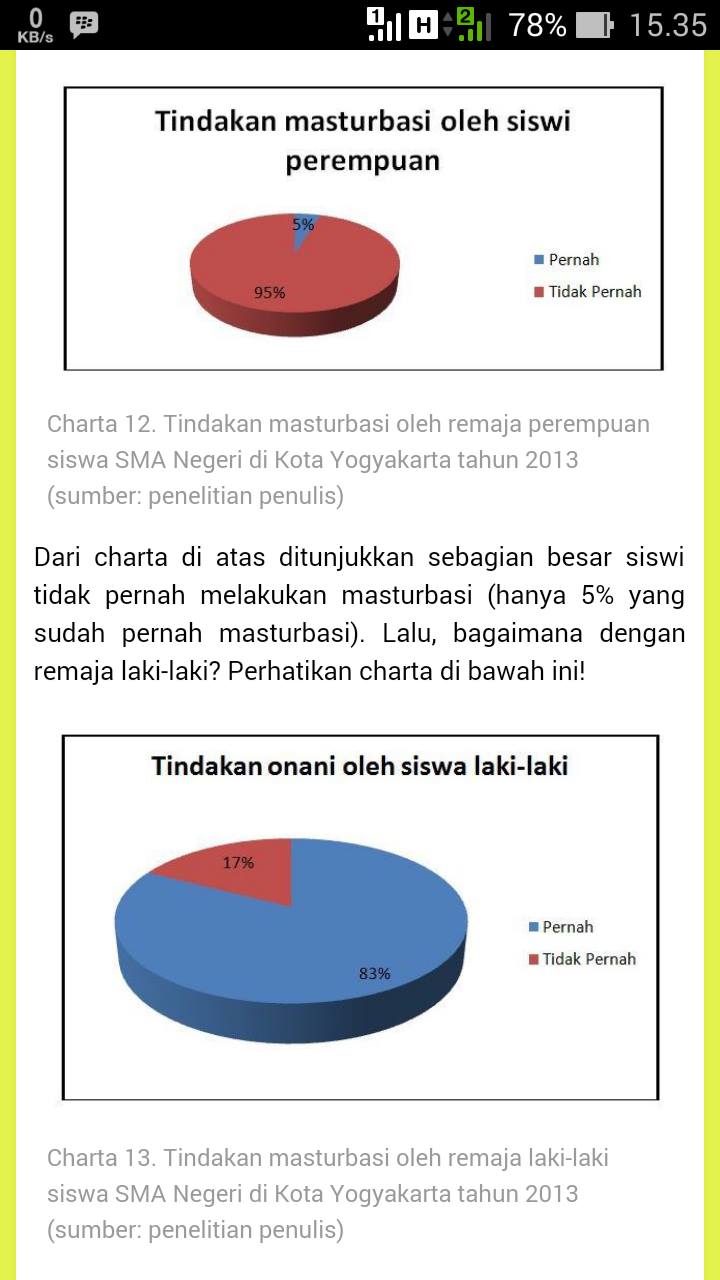 0
KB/s
1
H
2
78%
15.35
Tindakan masturbasi oleh siswi
perempuan
5%
95%
Pernah
Tidak Pernah
Charta 12. Tindakan masturbasi oleh remaja perempuan
siswa SMA Negeri di Kota Yogyakarta tahun 2013
(sumber: penelitian penulis)
Dari charta di atas ditunjukkan sebagian besar siswi
tidak pernah melakukan masturbasi (hanya 5% yang
sudah pernah masturbasi). Lalu, bagaimana dengan
remaja laki-laki? Perhatikan charta di bawah ini!
Tindakan onani oleh siswa laki-laki
17%
83%
Pernah
Tidak Pernah
Charta 13. Tindakan masturbasi oleh remaja laki-laki
siswa SMA Negeri di Kota Yogyakarta tahun 2013
(sumber: penelitian penulis)